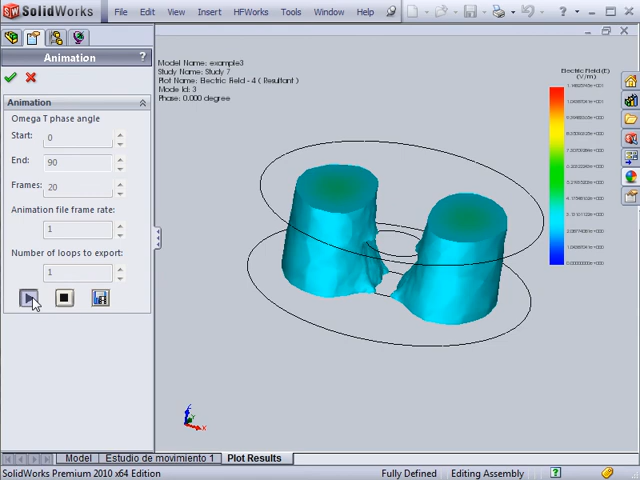 SolidWorks File Edit View Insert HFWorks Tools Window Help
Animation
Animation
Omega T phase angle
Start: 0
End: 90
Frames: 20
Animation file frame rate:
1
Number of loops to export:
1
Model Name: example3
Study Name: Study 7
Plot Name: Electric Field - 4 ( Resultant )
Mode Id: 3
Phase: 0.000 degree
Electric Field (E)
(V/m)
X
Model Estudio de movimiento 1 Plot Results
SolidWorks Premium 2010 x64 Edition Fully Defined Editing Assembly